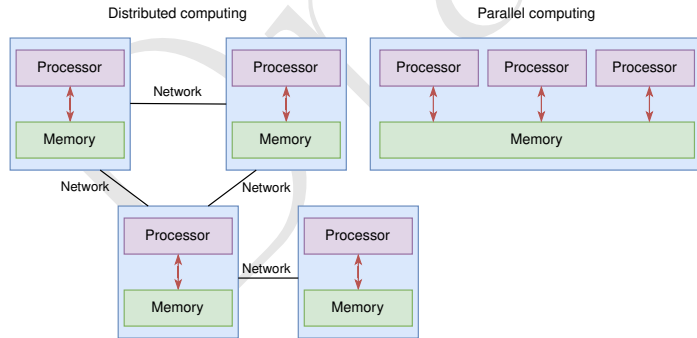 Distributed computing
Parallel computing
Processor
Memory
Network
Processor
Memory
Processor
Processor
Processor
Memory
Network
Network
Processor
Memory
Network
Processor
Memory